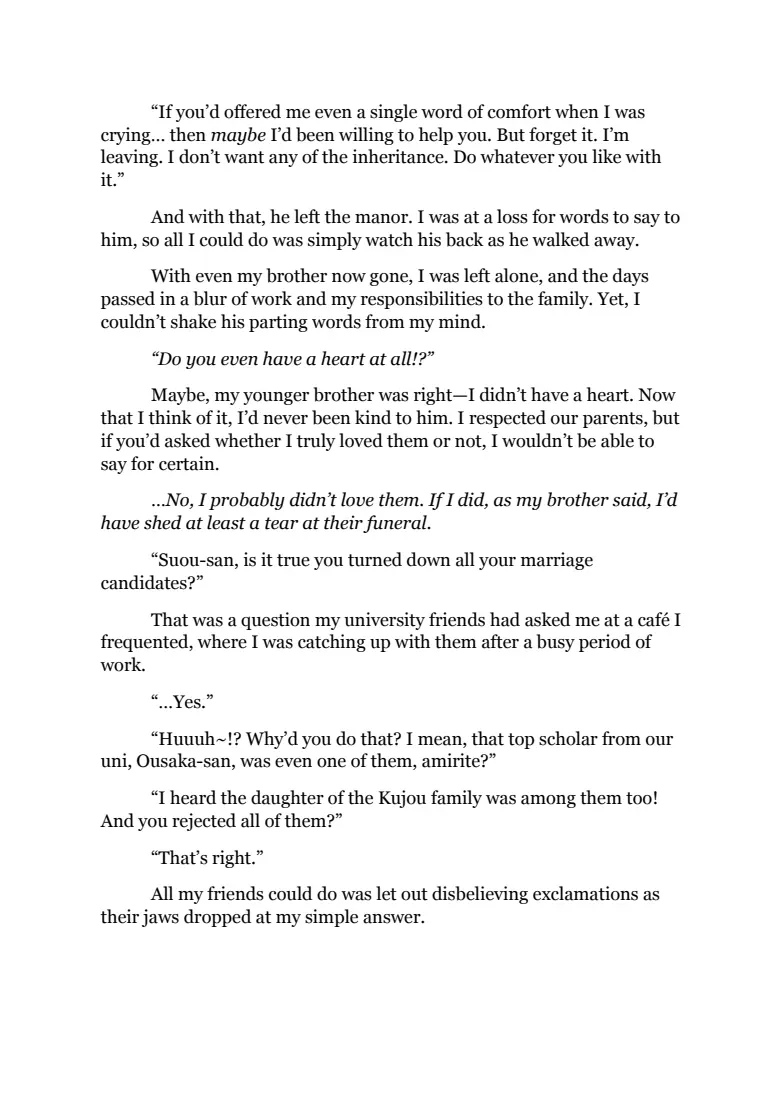 “If you’d offered me even a single word of comfort when I was
crying… then maybe I’d been willing to help you. But forget it. I’m
leaving. I don’t want any of the inheritance. Do whatever you like with
it.”
And with that, he left the manor. I was at a loss for words to say to
him, so all I could do was simply watch his back as he walked away.
With even my brother now gone, I was left alone, and the days
passed in a blur of work and my responsibilities to the family. Yet, I
couldn’t shake his parting words from my mind.
“Do you even have a heart at all!?”
Maybe, my younger brother was right—I didn’t have a heart. Now
that I think of it, I’d never been kind to him. I respected our parents, but
if you’d asked whether I truly loved them or not, I wouldn’t be able to
say for certain.
…No, I probably didn’t love them. If I did, as my brother said, I’d
have shed at least a tear at their funeral.
“Suou-san, is it true you turned down all your marriage
candidates?”
That was a question my university friends had asked me at a café I
frequented, where I was catching up with them after a busy period of
work.
“…Yes.”
“Huuuh~!? Why’d you do that? I mean, that top scholar from our
uni, Ousaka-san, was even one of them, amirite?”
“I heard the daughter of the Kujou family was among them too!
And you rejected all of them?”
“That’s right.”
All my friends could do was let out disbelieving exclamations as
their jaws dropped at my simple answer.